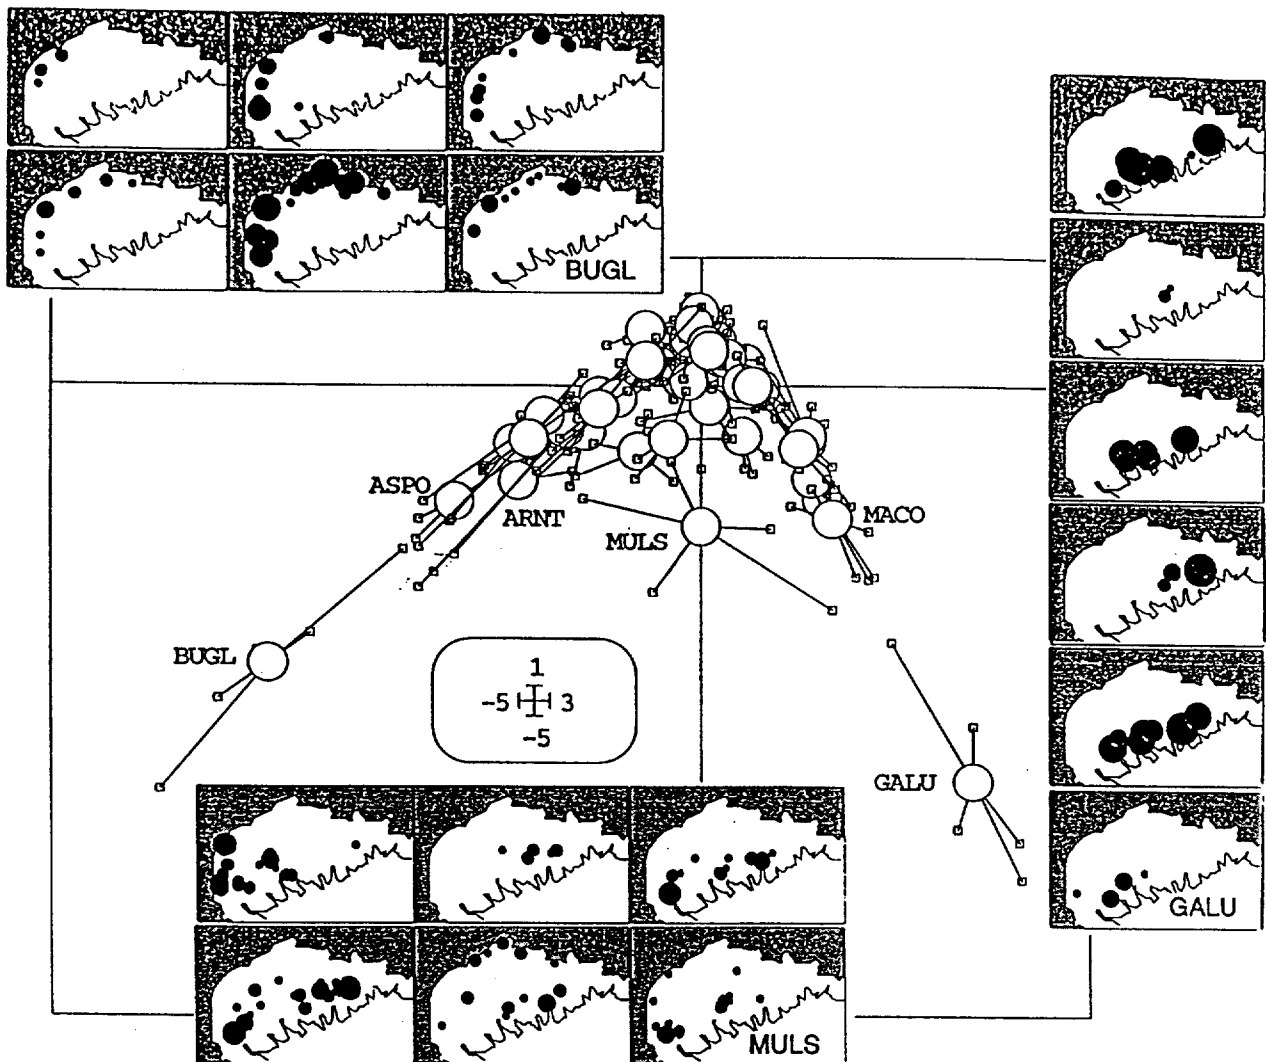 BUGL
ASPO
ARNT
MULS
MACO
BUGL
1
-5 3
-5
GALU
GALU
MULS